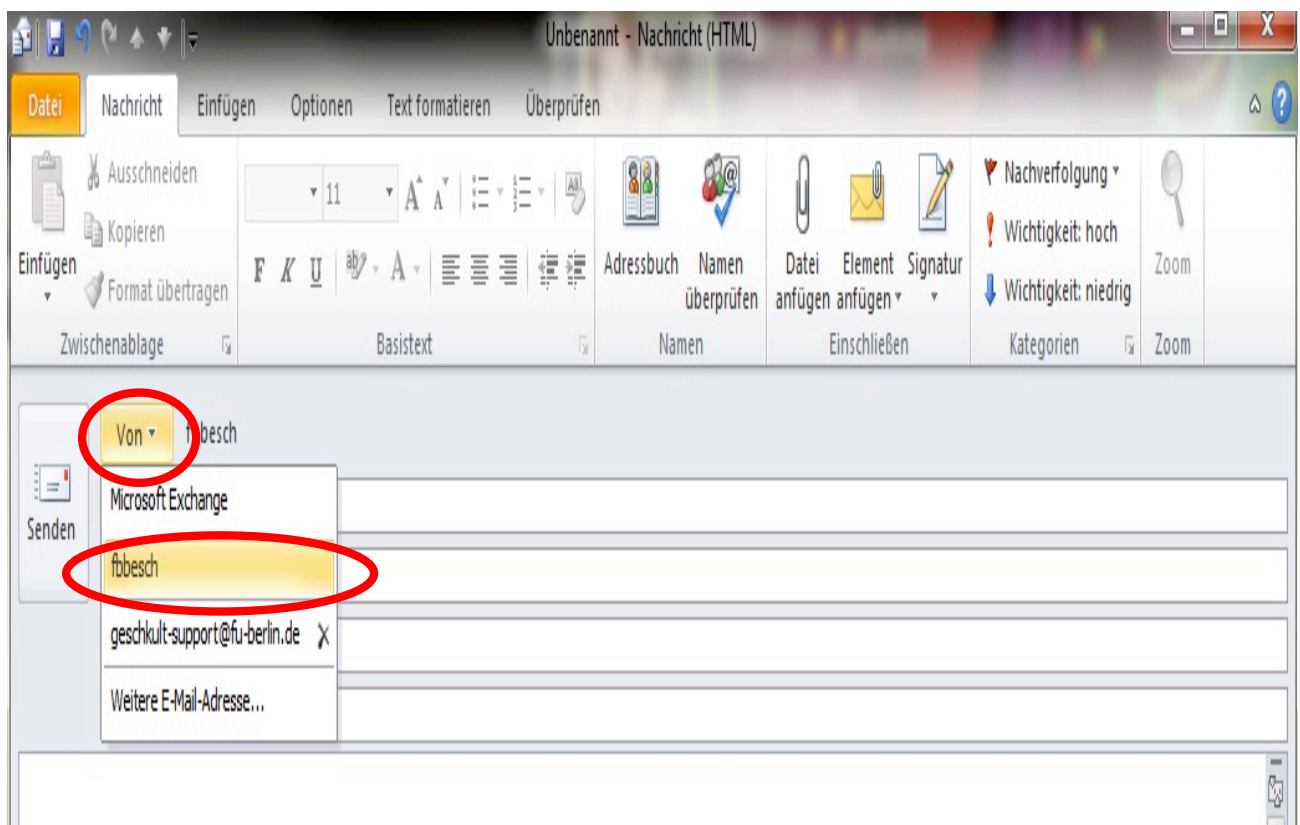 Unbenannt - Nachricht (HTML)
Datei Nachricht Einfügen Optionen Text formatieren Überprüfen
Einfügen
Ausschneiden
Kopieren
Format übertragen
Zwischenablage
11
F K U
Basistext
Adressbuch
Namen
überprüfen
Namen
Datei
anfügen
Element
anfügen
Signatur
Einschließen
Nachverfolgung
Wichtigkeit: hoch
Wichtigkeit: niedrig
Kategorien
Zoom
Zoom
Senden
Von
Microsoft Exchange
fbbesch
geschkult-support@fu-berlin.de
Weitere E-Mail-Adresse...